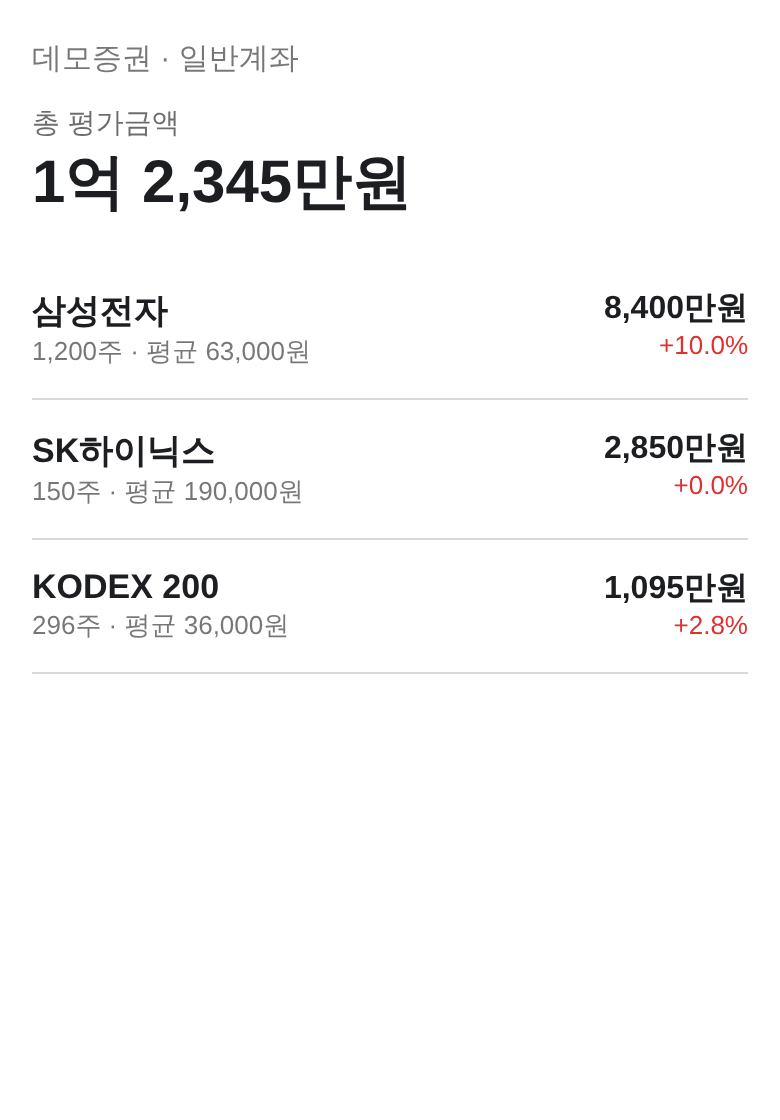 데모증권 · 일반계좌
총 평가금액
1억 2,345만원
삼성전자
8,400만원
1,200주 · 평균 63,000원
+10.0%
SK하이닉스
2,850만원
150주 · 평균 190,000원
+0.0%
KODEX 200
1,095만원
296주 · 평균 36,000원
+2.8%